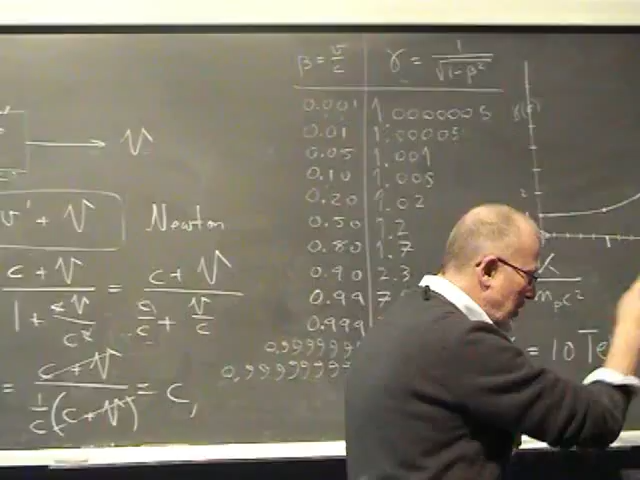 β = v/c   γ = 1/√(1-β²)
0.001   1.0000005
0.01   1.00005
0.05   1.001
0.10   1.005
0.20   1.02
0.50   1.2
0.80   1.7
0.90   2.3
0.99   7
0.999
V
v' + V   Newton
c + V / 1 + cV/c² = c + V / c/c + V/c
= c + V / 1/c (c + V) = c,
2
m_p c²
= 10 Te